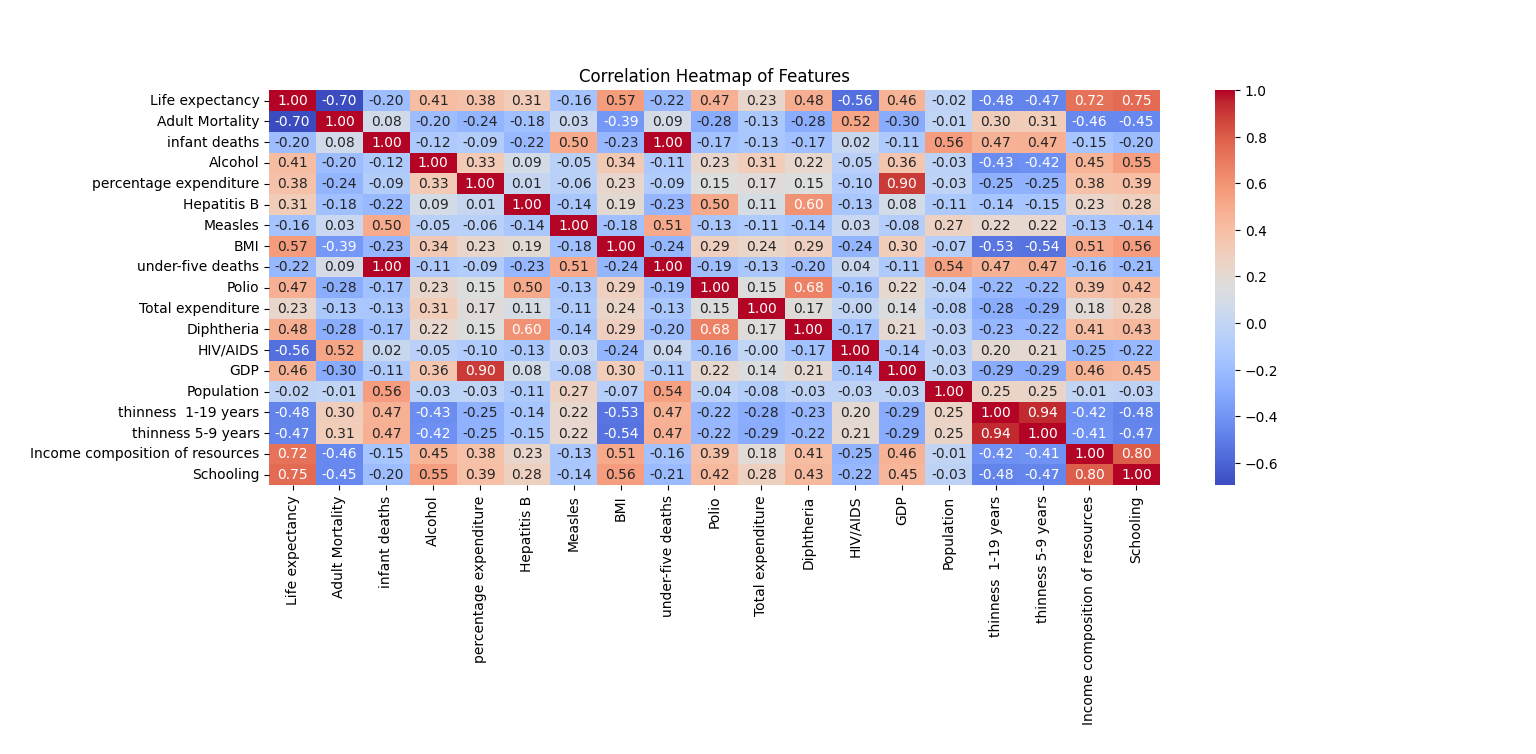 Correlation Heatmap of Features
Life expectancy 1.00 -0.70 -0.20 0.41 0.38 0.31 -0.16 0.57 -0.22 0.47 0.23 0.48 -0.56 0.46 -0.02 -0.48 -0.47 0.72 0.75
Adult Mortality -0.70 1.00 0.08 -0.20 -0.24 -0.18 0.03 -0.39 0.09 -0.28 -0.13 -0.28 0.52 -0.30 -0.01 0.30 0.31 -0.46 -0.45
infant deaths -0.20 0.08 1.00 -0.12 -0.09 -0.22 0.50 -0.23 1.00 -0.17 -0.13 -0.17 0.02 -0.11 0.56 0.47 0.47 -0.15 -0.20
Alcohol 0.41 -0.20 -0.12 1.00 0.33 0.09 -0.05 0.34 -0.11 0.23 0.31 0.22 -0.05 0.36 -0.03 -0.43 -0.42 0.45 0.55
percentage expenditure 0.38 -0.24 -0.09 0.33 1.00 0.01 -0.06 0.23 -0.09 0.15 0.17 0.15 -0.10 0.90 -0.03 -0.25 -0.25 0.38 0.39
Hepatitis B 0.31 -0.18 -0.22 0.09 0.01 1.00 -0.14 0.19 -0.23 0.50 0.11 0.60 -0.13 0.08 -0.11 -0.14 -0.15 0.23 0.28
Measles -0.16 0.03 0.50 -0.05 -0.06 -0.14 1.00 -0.18 0.51 -0.13 -0.11 -0.14 0.03 -0.08 0.27 0.22 0.22 -0.13 -0.14
BMI 0.57 -0.39 -0.23 0.34 0.23 0.19 -0.18 1.00 -0.24 0.29 0.24 0.29 -0.24 0.30 -0.07 -0.53 -0.54 0.51 0.56
under-five deaths -0.22 0.09 1.00 -0.11 -0.09 -0.23 0.51 -0.24 1.00 -0.19 -0.13 -0.20 0.04 -0.11 0.54 0.47 0.47 -0.16 -0.21
Polio 0.47 -0.28 -0.17 0.23 0.15 0.50 -0.13 0.29 -0.19 1.00 0.15 0.68 -0.16 0.22 -0.04 -0.22 -0.22 0.39 0.42
Total expenditure 0.23 -0.13 -0.13 0.31 0.17 0.11 -0.11 0.24 -0.13 0.15 1.00 0.17 -0.00 0.14 -0.08 -0.28 -0.29 0.18 0.28
Diphtheria 0.48 -0.28 -0.17 0.22 0.15 0.60 -0.14 0.29 -0.20 0.68 0.17 1.00 -0.17 0.21 -0.03 -0.23 -0.22 0.41 0.43
HIV/AIDS -0.56 0.52 0.02 -0.05 -0.10 -0.13 0.03 -0.24 0.04 -0.16 -0.00 -0.17 1.00 -0.14 -0.03 0.20 0.21 -0.25 -0.22
GDP 0.46 -0.30 -0.11 0.36 0.90 0.08 -0.08 0.30 -0.11 0.22 0.14 0.21 -0.14 1.00 -0.03 -0.29 -0.29 0.46 0.45
Population -0.02 -0.01 0.56 -0.03 -0.03 -0.11 0.27 -0.07 0.54 -0.04 -0.08 -0.03 -0.03 -0.03 1.00 0.25 0.25 -0.01 -0.03
thinness  1-19 years -0.48 0.30 0.47 -0.43 -0.25 -0.14 0.22 -0.53 0.47 -0.22 -0.28 -0.23 0.20 -0.29 0.25 1.00 0.94 -0.42 -0.48
thinness 5-9 years -0.47 0.31 0.47 -0.42 -0.25 -0.15 0.22 -0.54 0.47 -0.22 -0.29 -0.22 0.21 -0.29 0.25 0.94 1.00 -0.41 -0.47
Income composition of resources 0.72 -0.46 -0.15 0.45 0.38 0.23 -0.13 0.51 -0.16 0.39 0.18 0.41 -0.25 0.46 -0.01 -0.42 -0.41 1.00 0.80
Schooling 0.75 -0.45 -0.20 0.55 0.39 0.28 -0.14 0.56 -0.21 0.42 0.28 0.43 -0.22 0.45 -0.03 -0.48 -0.47 0.80 1.00
Life expectancy
Adult Mortality
infant deaths
Alcohol
percentage expenditure
Hepatitis B
Measles
BMI
under-five deaths
Polio
Total expenditure
Diphtheria
HIV/AIDS
GDP
Population
thinness  1-19 years
thinness 5-9 years
Income composition of resources
Schooling
1.0
0.8
0.6
0.4
0.2
0.0
−0.2
−0.4
−0.6